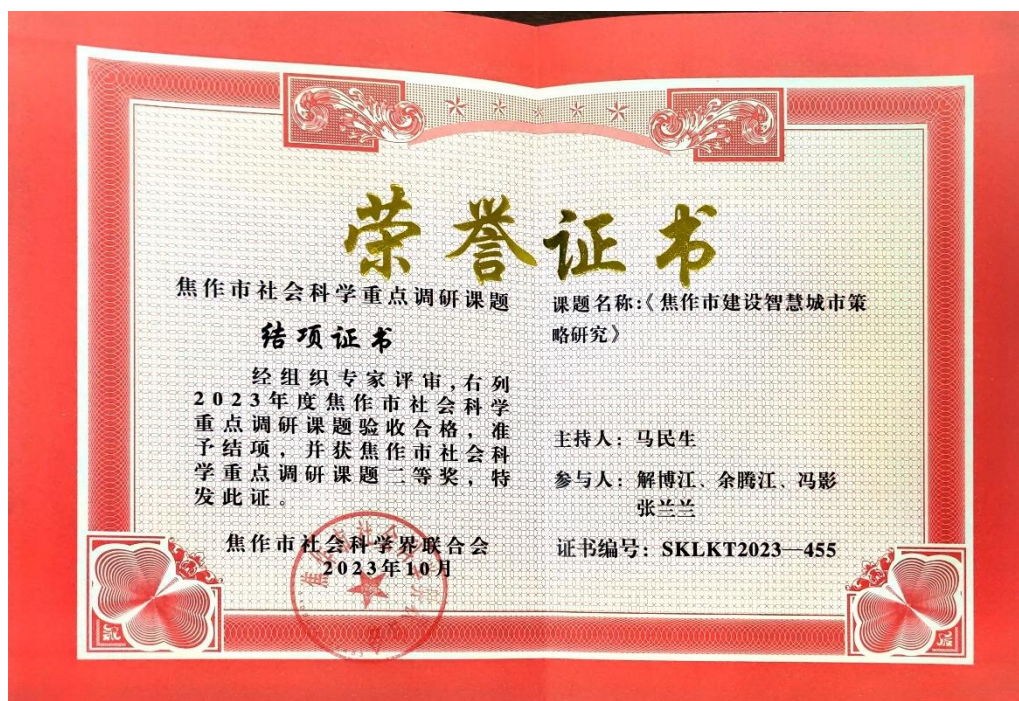 荣誉证书
焦作市社会科学重点调研课题
结项证书
经组织专家评审,右列
2023年度焦作市社会科学
重点调研课题验收合格，准
予结项，并获焦作市社会科
学重点调研课题二等奖，特
发此证。
焦作市社会科学界联合会
2023年10月
课题名称:《焦作市建设智慧城市策
略研究》
主持人：马民生
参与人：解博江、余腾江、冯影
张兰兰
证书编号：SKLKT2023—455